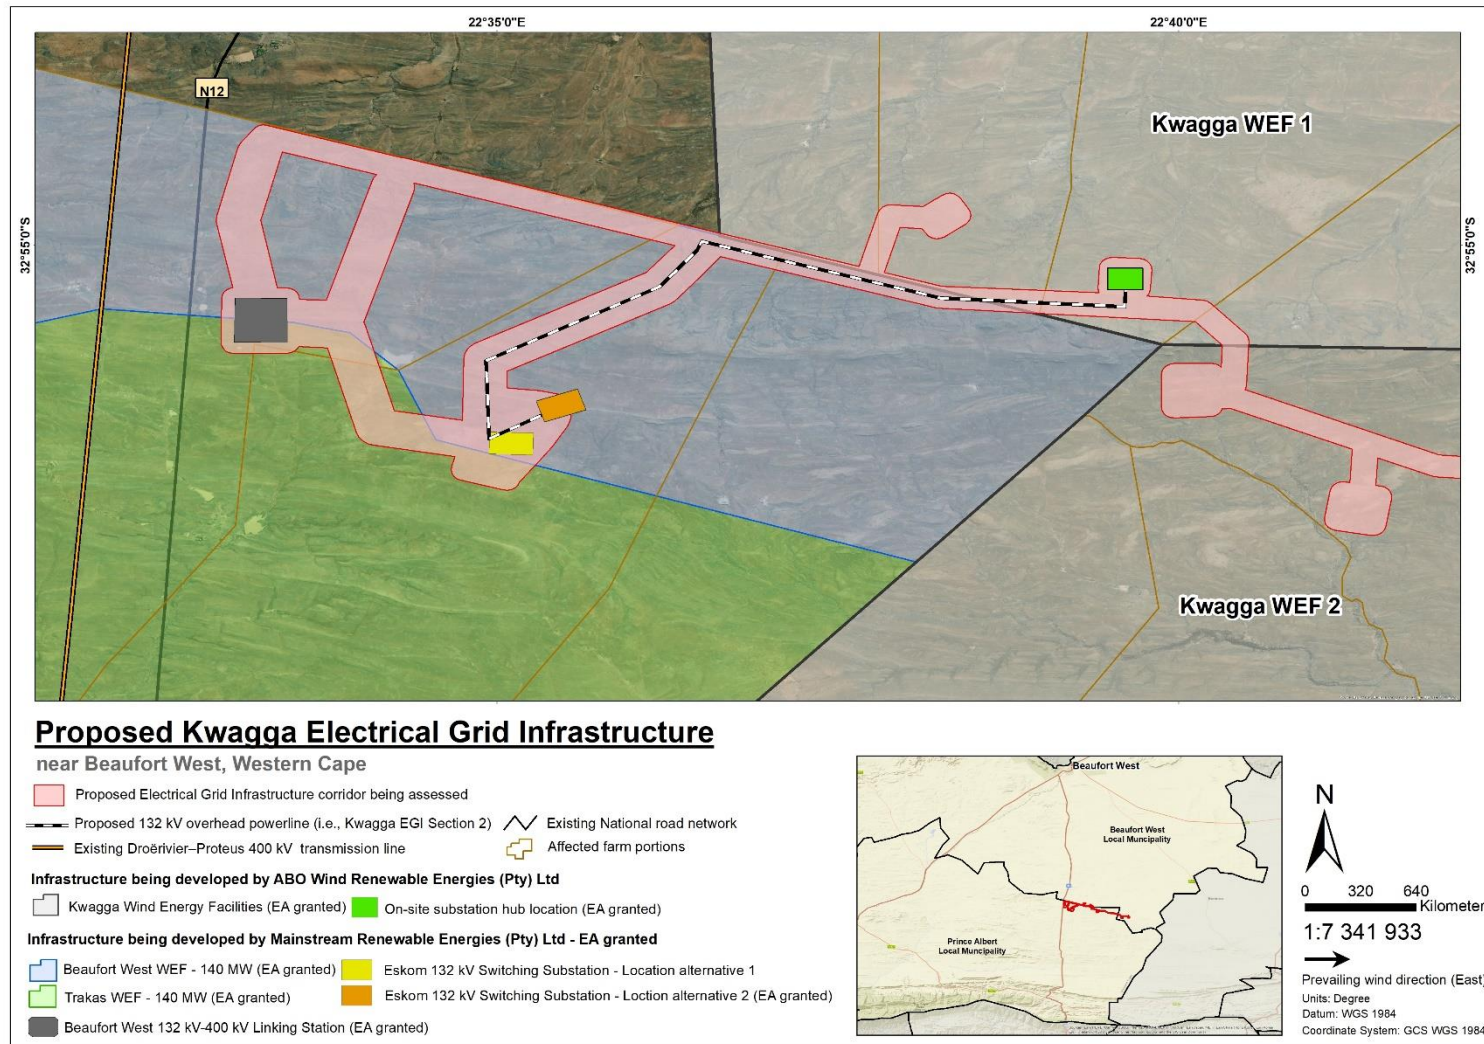 22°35'0"E
22°40'0"E
N12
Kwagga WEF 1
32°55'0"S
32°55'0"S
Kwagga WEF 2
Proposed Kwagga Electrical Grid Infrastructure
near Beaufort West, Western Cape
Proposed Electrical Grid Infrastructure corridor being assessed
Proposed 132 kV overhead powerline (i.e., Kwagga EGI Section 2)
Existing National road network
Existing Droërivier–Proteus 400 kV transmission line
Affected farm portions
Infrastructure being developed by ABO Wind Renewable Energies (Pty) Ltd
Kwagga Wind Energy Facilities (EA granted)
On-site substation hub location (EA granted)
Infrastructure being developed by Mainstream Renewable Energies (Pty) Ltd - EA granted
Beaufort West WEF - 140 MW (EA granted)
Eskom 132 kV Switching Substation - Location alternative 1
Trakas WEF - 140 MW (EA granted)
Eskom 132 kV Switching Substation - Loction alternative 2 (EA granted)
Beaufort West 132 kV-400 kV Linking Station (EA granted)
Beaufort West
Beaufort West
Local Muncipality
Prince Albert
Local Municipality
N
0 320 640
Kilometer
1:7 341 933
Prevailing wind direction (East)
Units: Degree
Datum: WGS 1984
Coordinate System: GCS WGS 1984